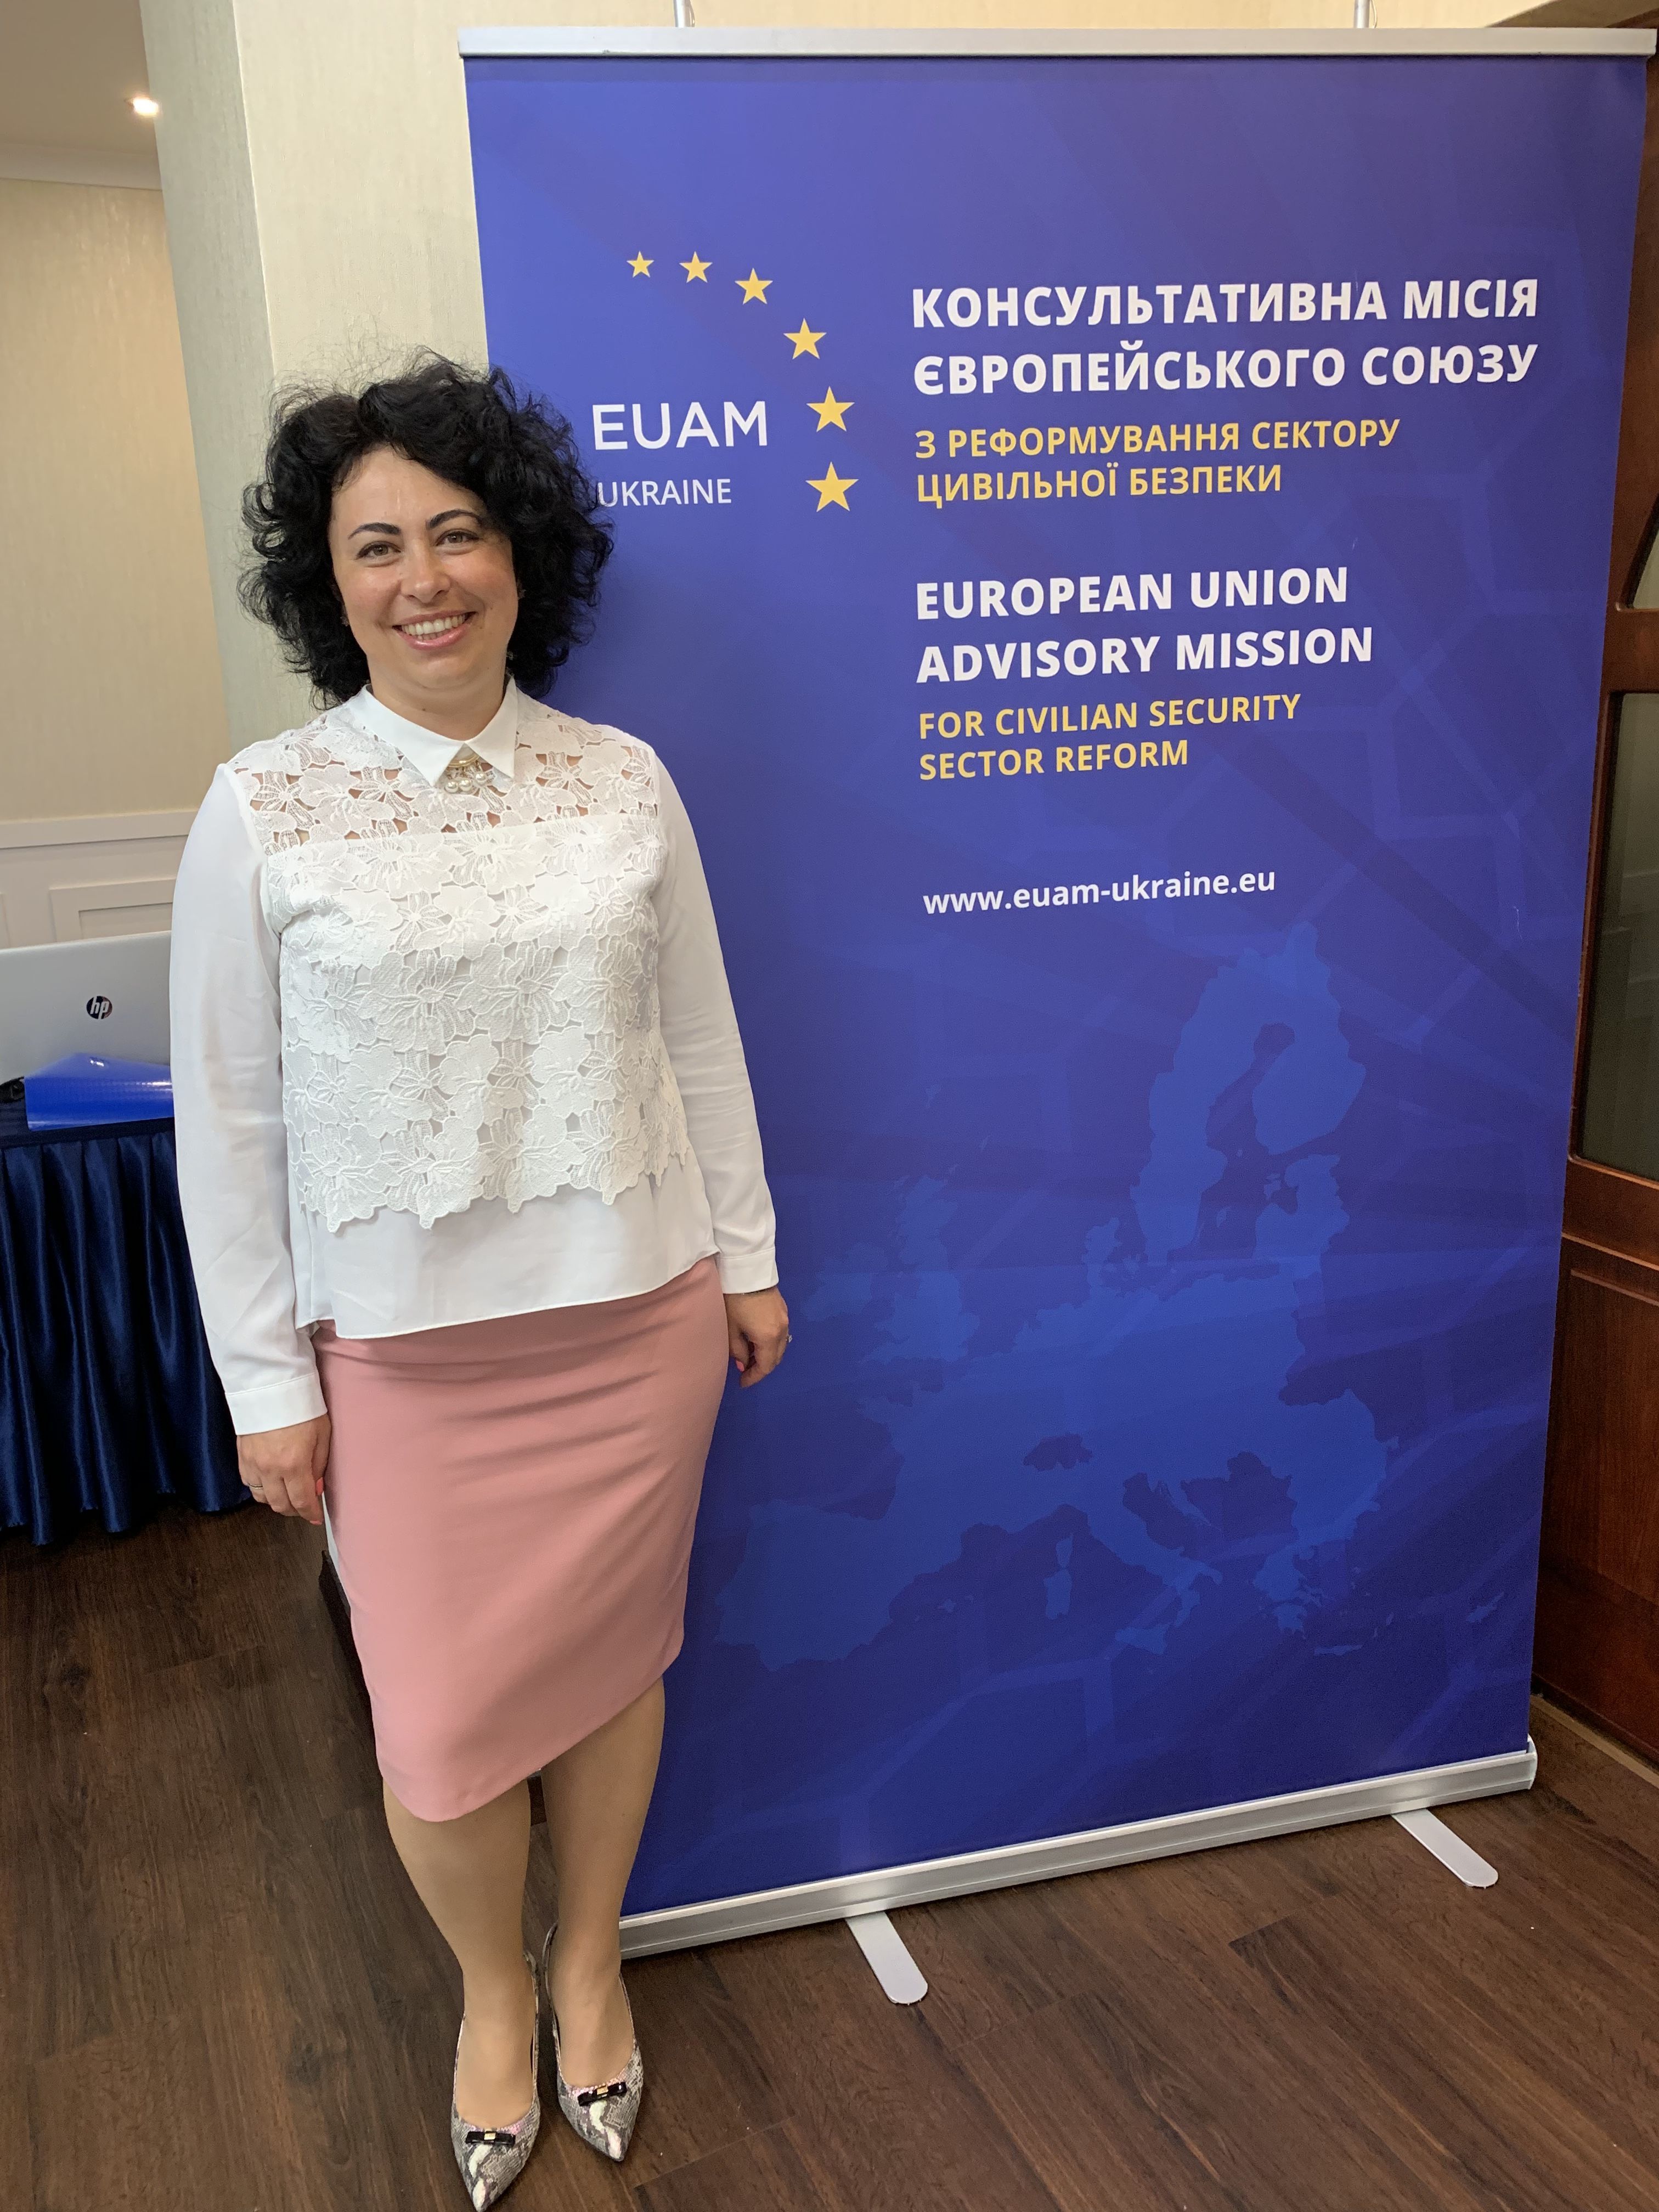 EUAM
UKRAINE
КОНСУЛЬТАТИВНА МІСІЯ
ЄВРОПЕЙСЬКОГО СОЮЗУ
З РЕФОРМУВАННЯ СЕКТОРУ
ЦИВІЛЬНОЇ БЕЗПЕКИ
EUROPEAN UNION
ADVISORY MISSION
FOR CIVILIAN SECURITY
SECTOR REFORM
www.euam-ukraine.eu
hp